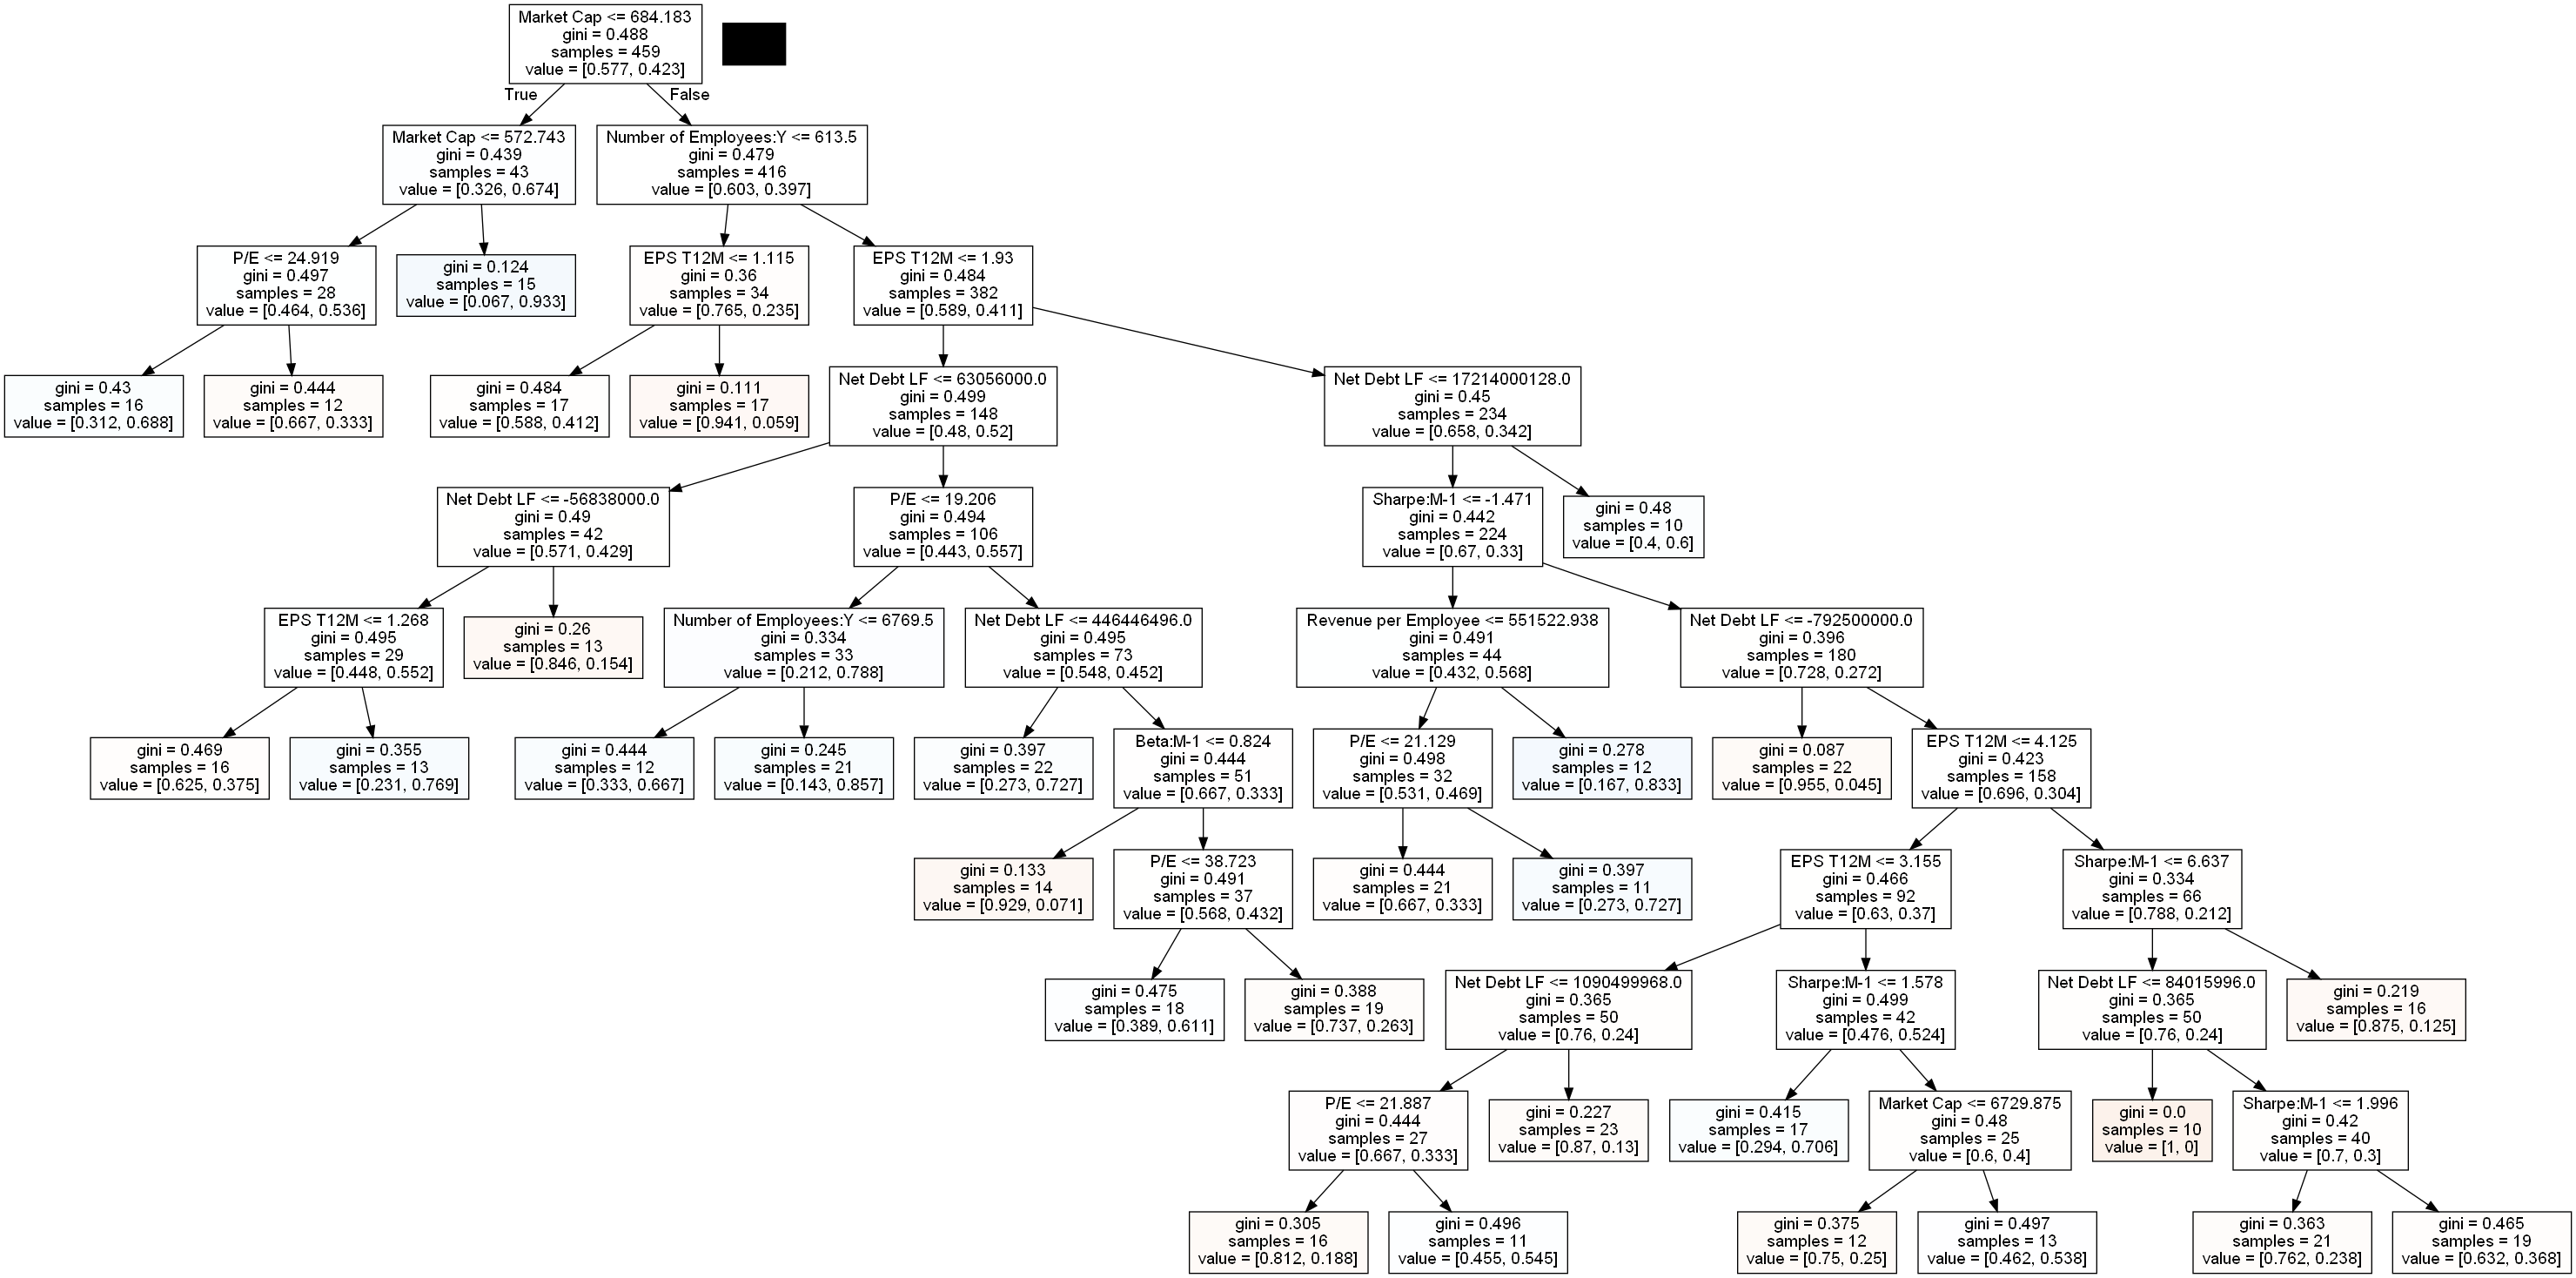 Market Cap <= 684.183
gini = 0.488
samples = 459
value = [0.577, 0.423]
True
False
Market Cap <= 572.743
gini = 0.439
samples = 43
value = [0.326, 0.674]
Number of Employees:Y <= 613.5
gini = 0.479
samples = 416
value = [0.603, 0.397]
P/E <= 24.919
gini = 0.497
samples = 28
value = [0.464, 0.536]
gini = 0.124
samples = 15
value = [0.067, 0.933]
EPS T12M <= 1.115
gini = 0.36
samples = 34
value = [0.765, 0.235]
EPS T12M <= 1.93
gini = 0.484
samples = 382
value = [0.589, 0.411]
gini = 0.43
samples = 16
value = [0.312, 0.688]
gini = 0.444
samples = 12
value = [0.667, 0.333]
gini = 0.484
samples = 17
value = [0.588, 0.412]
gini = 0.111
samples = 17
value = [0.941, 0.059]
Net Debt LF <= 63056000.0
gini = 0.499
samples = 148
value = [0.48, 0.52]
Net Debt LF <= 17214000128.0
gini = 0.45
samples = 234
value = [0.658, 0.342]
Net Debt LF <= -56838000.0
gini = 0.49
samples = 42
value = [0.571, 0.429]
P/E <= 19.206
gini = 0.494
samples = 106
value = [0.443, 0.557]
Sharpe:M-1 <= -1.471
gini = 0.442
samples = 224
value = [0.67, 0.33]
gini = 0.48
samples = 10
value = [0.4, 0.6]
EPS T12M <= 1.268
gini = 0.495
samples = 29
value = [0.448, 0.552]
gini = 0.26
samples = 13
value = [0.846, 0.154]
Number of Employees:Y <= 6769.5
gini = 0.334
samples = 33
value = [0.212, 0.788]
Net Debt LF <= 446446496.0
gini = 0.495
samples = 73
value = [0.548, 0.452]
Revenue per Employee <= 551522.938
gini = 0.491
samples = 44
value = [0.432, 0.568]
Net Debt LF <= -792500000.0
gini = 0.396
samples = 180
value = [0.728, 0.272]
gini = 0.469
samples = 16
value = [0.625, 0.375]
gini = 0.355
samples = 13
value = [0.231, 0.769]
gini = 0.444
samples = 12
value = [0.333, 0.667]
gini = 0.245
samples = 21
value = [0.143, 0.857]
gini = 0.397
samples = 22
value = [0.273, 0.727]
Beta:M-1 <= 0.824
gini = 0.444
samples = 51
value = [0.667, 0.333]
P/E <= 21.129
gini = 0.498
samples = 32
value = [0.531, 0.469]
gini = 0.278
samples = 12
value = [0.167, 0.833]
gini = 0.087
samples = 22
value = [0.955, 0.045]
EPS T12M <= 4.125
gini = 0.423
samples = 158
value = [0.696, 0.304]
gini = 0.133
samples = 14
value = [0.929, 0.071]
P/E <= 38.723
gini = 0.491
samples = 37
value = [0.568, 0.432]
gini = 0.444
samples = 21
value = [0.667, 0.333]
gini = 0.397
samples = 11
value = [0.273, 0.727]
EPS T12M <= 3.155
gini = 0.466
samples = 92
value = [0.63, 0.37]
Sharpe:M-1 <= 6.637
gini = 0.334
samples = 66
value = [0.788, 0.212]
gini = 0.475
samples = 18
value = [0.389, 0.611]
gini = 0.388
samples = 19
value = [0.737, 0.263]
Net Debt LF <= 1090499968.0
gini = 0.365
samples = 50
value = [0.76, 0.24]
Sharpe:M-1 <= 1.578
gini = 0.499
samples = 42
value = [0.476, 0.524]
Net Debt LF <= 84015996.0
gini = 0.365
samples = 50
value = [0.76, 0.24]
gini = 0.219
samples = 16
value = [0.875, 0.125]
P/E <= 21.887
gini = 0.444
samples = 27
value = [0.667, 0.333]
gini = 0.227
samples = 23
value = [0.87, 0.13]
gini = 0.415
samples = 17
value = [0.294, 0.706]
Market Cap <= 6729.875
gini = 0.48
samples = 25
value = [0.6, 0.4]
gini = 0.0
samples = 10
value = [1, 0]
Sharpe:M-1 <= 1.996
gini = 0.42
samples = 40
value = [0.7, 0.3]
gini = 0.305
samples = 16
value = [0.812, 0.188]
gini = 0.496
samples = 11
value = [0.455, 0.545]
gini = 0.375
samples = 12
value = [0.75, 0.25]
gini = 0.497
samples = 13
value = [0.462, 0.538]
gini = 0.363
samples = 21
value = [0.762, 0.238]
gini = 0.465
samples = 19
value = [0.632, 0.368]